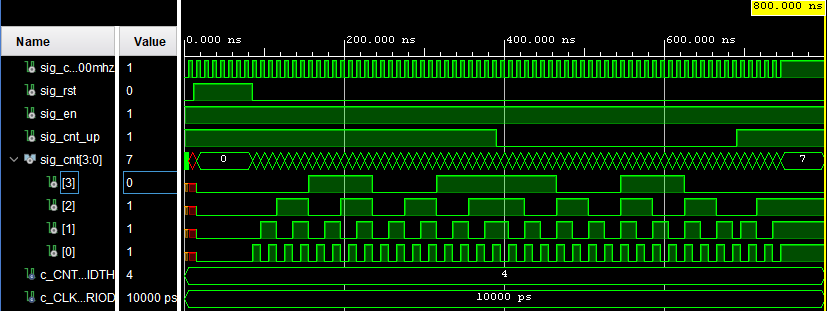 800.000 ns
Name Value
0.000 ns 200.000 ns 400.000 ns 600.000 ns
sig_c...00mhz 1
sig_rst 0
sig_en 1
sig_cnt_up 1
sig_cnt[3:0] 7 0 7
[3] 0
[2] 1
[1] 1
[0] 1
c_CNT...IDTH 4 4
c_CLK...RIOD 10000 ps 10000 ps